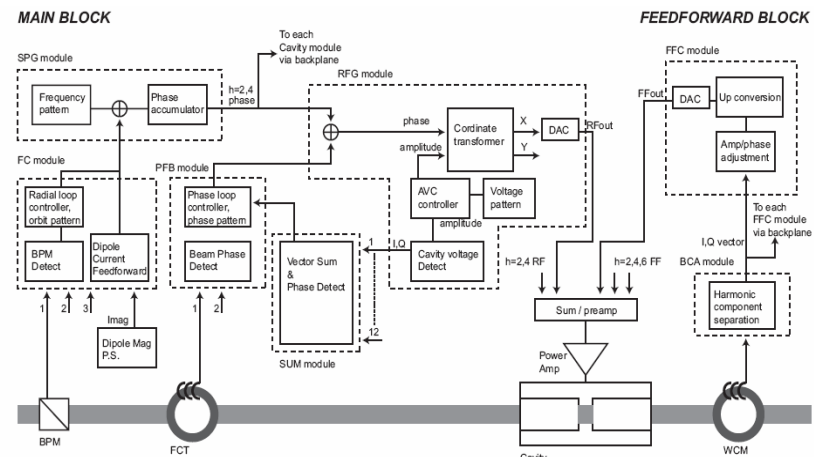 MAIN BLOCK
FEEDFORWARD BLOCK
SPG module
Frequency
pattern
Phase
accumulator
h=2,4
phase
To each
Cavity module
via backplane
RFG module
phase
amplitude
Cordinate
transformer
X
Y
DAC
RFout
AVC
controller
Voltage
pattern
amplitude
Cavity voltage
Detect
I,Q
FC module
Radial loop
controller,
orbit pattern
BPM
Detect
Dipole
Current
Feedforward
1
2
3
Imag
Dipole Mag
P.S.
PFB module
Phase loop
controller,
phase pattern
Beam Phase
Detect
1
2
Vector Sum
&
Phase Detect
1
12
SUM module
h=2,4 RF
h=2,4,6 FF
Sum / preamp
Power
Amp
FFC module
FFout
DAC
Up conversion
Amp/phase
adjustment
To each
FFC module
via backplane
I,Q vector
BCA module
Harmonic
component
separation
BPM
FCT
WCM